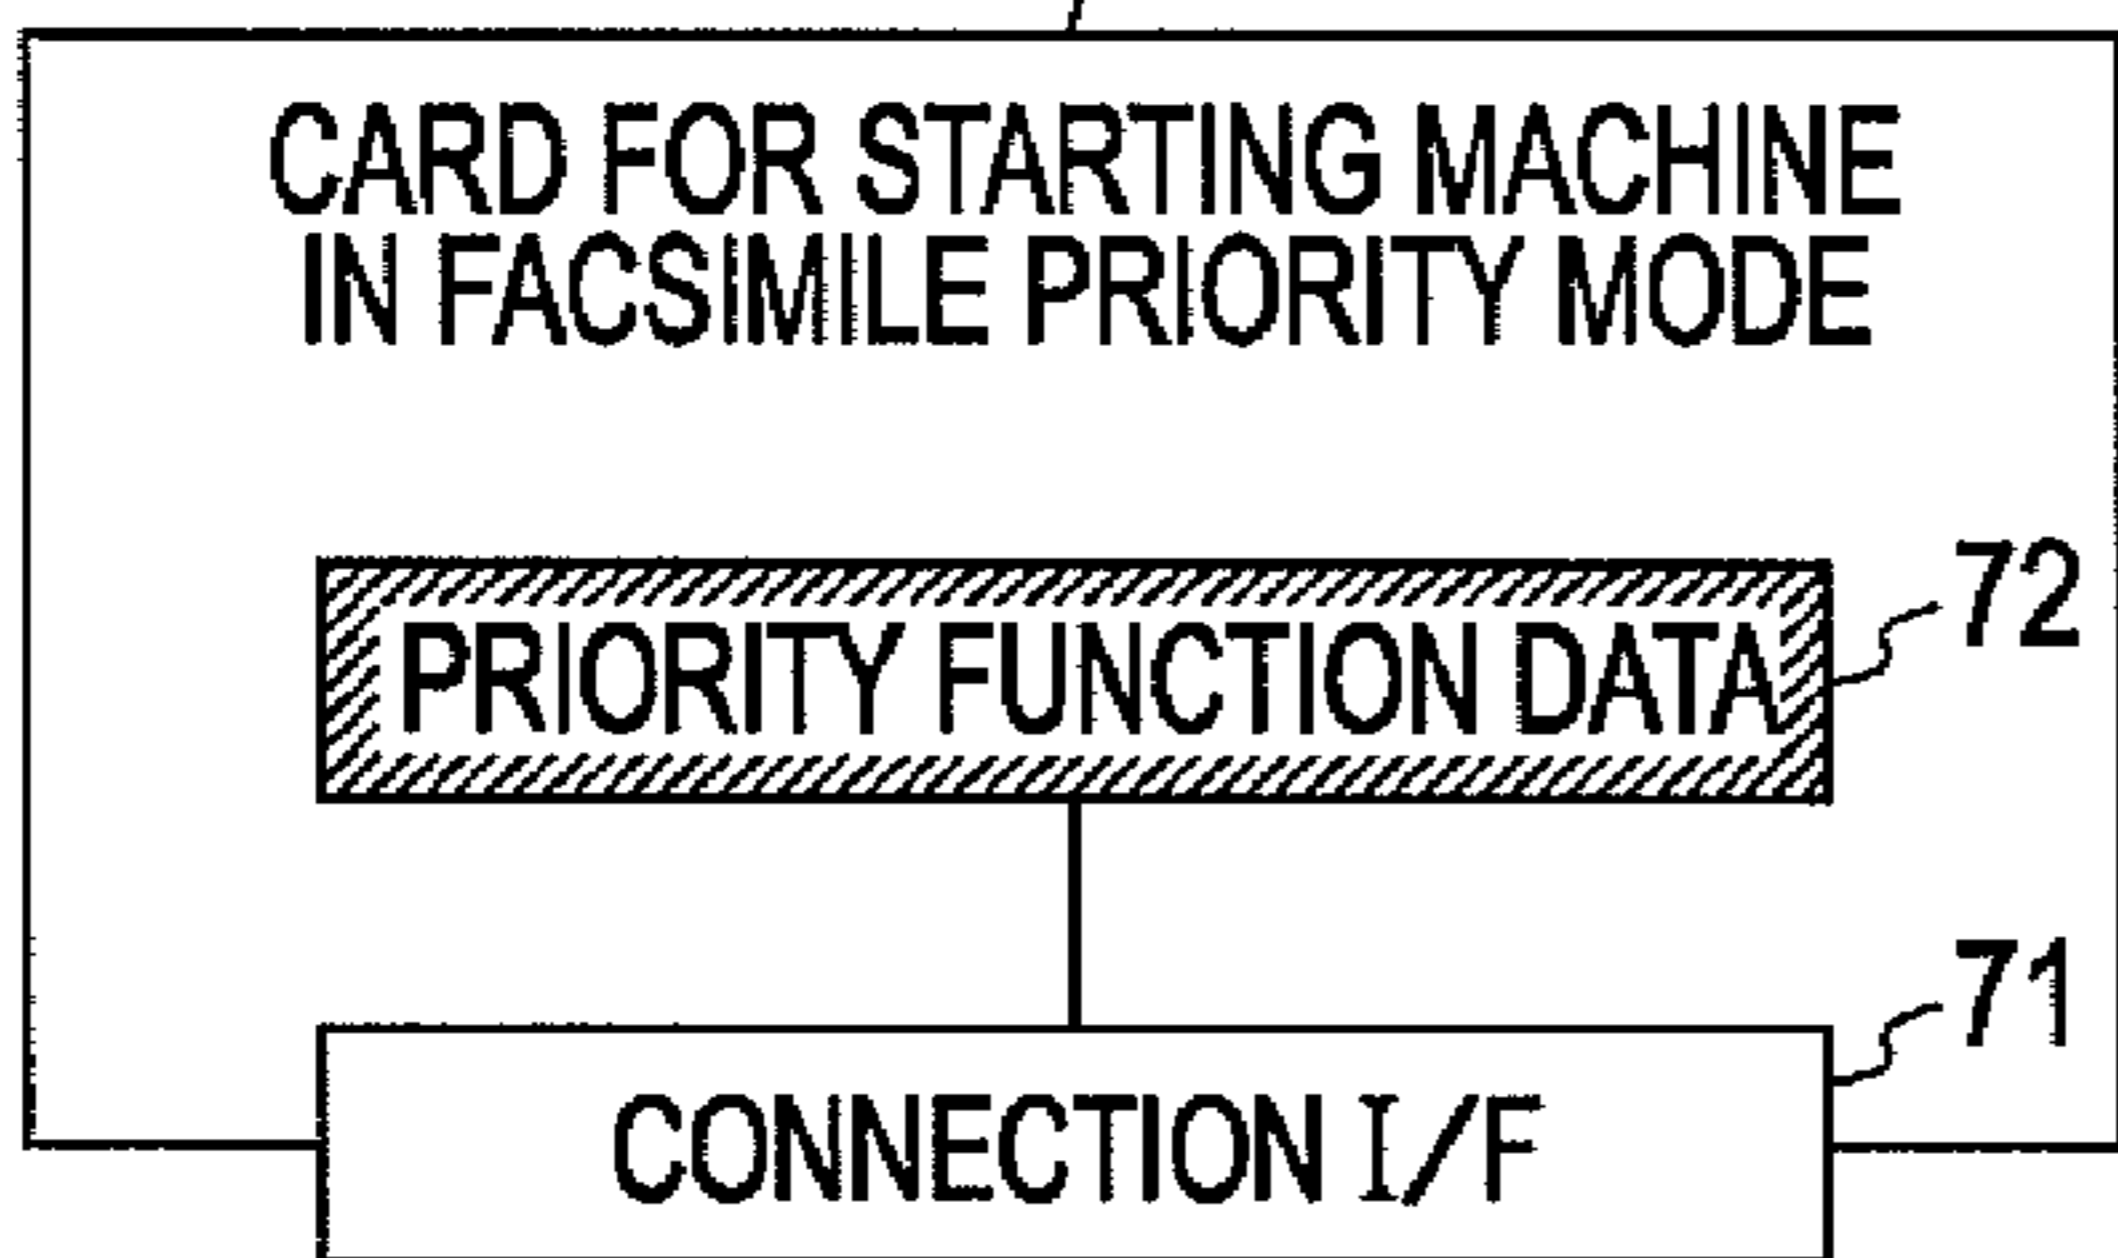 CARD FOR STARTING MACHINE
IN FACSIMILE PRIORITY MODE
72
PRIORITY FUNCTION DATA
71
CONNECTION I/F